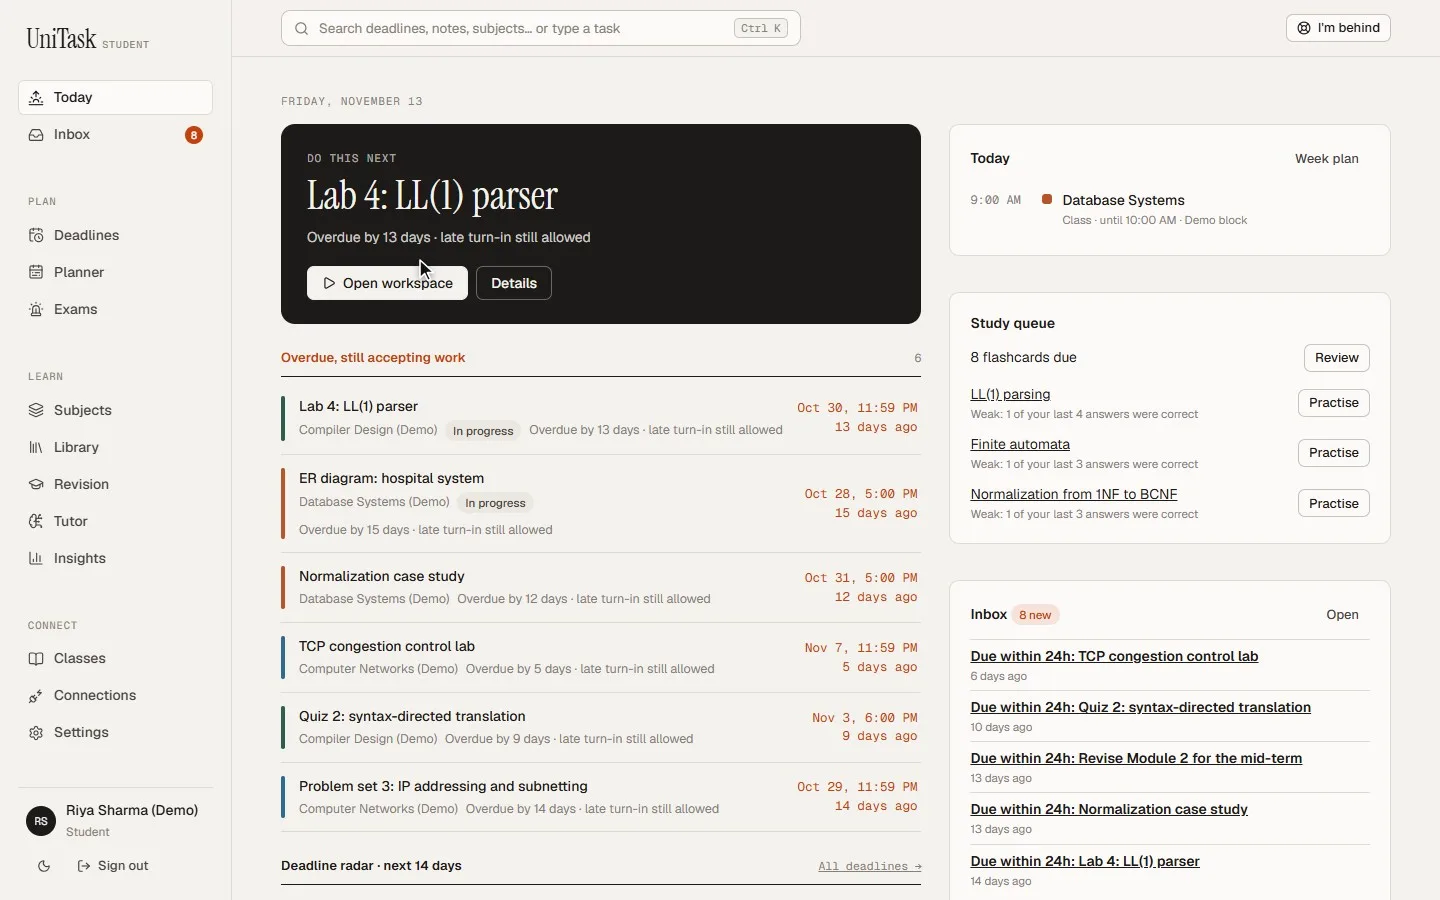 UniTask STUDENT
Today
Inbox 8
PLAN
Deadlines
Planner
Exams
LEARN
Subjects
Library
Revision
Tutor
Insights
CONNECT
Classes
Connections
Settings
RS
Riya Sharma (Demo)
Student
Sign out
Search deadlines, notes, subjects… or type a task Ctrl K
I'm behind
FRIDAY, NOVEMBER 13
DO THIS NEXT
Lab 4: LL(1) parser
Overdue by 13 days · late turn-in still allowed
Open workspace Details
Overdue, still accepting work 6
Lab 4: LL(1) parser
Compiler Design (Demo) In progress Overdue by 13 days · late turn-in still allowed
Oct 30, 11:59 PM
13 days ago
ER diagram: hospital system
Database Systems (Demo) In progress
Overdue by 15 days · late turn-in still allowed
Oct 28, 5:00 PM
15 days ago
Normalization case study
Database Systems (Demo) Overdue by 12 days · late turn-in still allowed
Oct 31, 5:00 PM
12 days ago
TCP congestion control lab
Computer Networks (Demo) Overdue by 5 days · late turn-in still allowed
Nov 7, 11:59 PM
5 days ago
Quiz 2: syntax-directed translation
Compiler Design (Demo) Overdue by 9 days · late turn-in still allowed
Nov 3, 6:00 PM
9 days ago
Problem set 3: IP addressing and subnetting
Computer Networks (Demo) Overdue by 14 days · late turn-in still allowed
Oct 29, 11:59 PM
14 days ago
Deadline radar · next 14 days All deadlines →
Today Week plan
9:00 AM Database Systems
Class · until 10:00 AM · Demo block
Study queue
8 flashcards due Review
LL(1) parsing
Weak: 1 of your last 4 answers were correct
Practise
Finite automata
Weak: 1 of your last 3 answers were correct
Practise
Normalization from 1NF to BCNF
Weak: 1 of your last 3 answers were correct
Practise
Inbox 8 new Open
Due within 24h: TCP congestion control lab
6 days ago
Due within 24h: Quiz 2: syntax-directed translation
10 days ago
Due within 24h: Revise Module 2 for the mid-term
13 days ago
Due within 24h: Normalization case study
13 days ago
Due within 24h: Lab 4: LL(1) parser
14 days ago